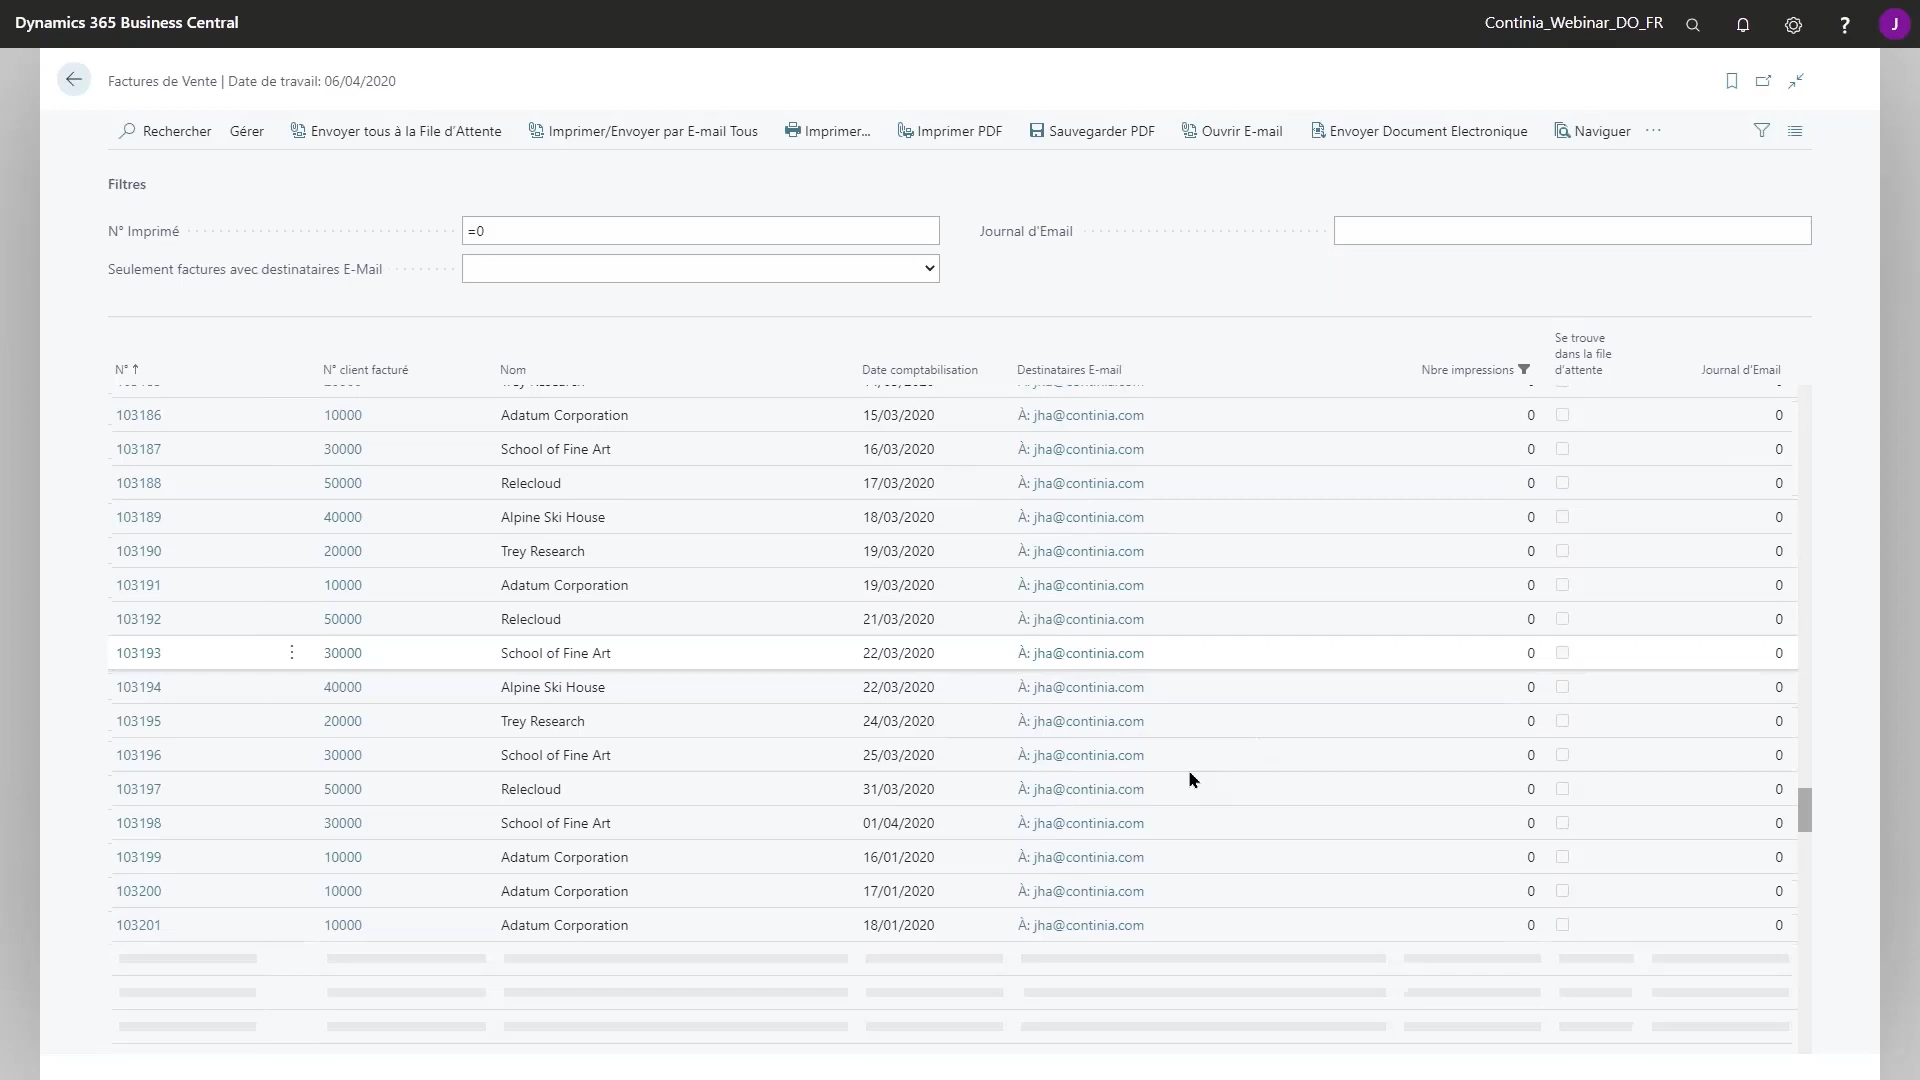 Dynamics 365 Business Central
Continia_Webinar_DO_FR
?
J
Factures de Vente | Date de travail: 06/04/2020
Rechercher Gérer Envoyer tous à la File d'Attente Imprimer/Envoyer par E-mail Tous Imprimer... Imprimer PDF Sauvegarder PDF Ouvrir E-mail Envoyer Document Electronique Naviguer ...
Filtres
N° Imprimé =0 Journal d'Email
Seulement factures avec destinataires E-Mail
N° ↑ N° client facturé Nom Date comptabilisation Destinataires E-mail Nbre impressions Se trouve dans la file d'attente Journal d'Email
103186 10000 Adatum Corporation 15/03/2020 À: jha@continia.com 0 0
103187 30000 School of Fine Art 16/03/2020 À: jha@continia.com 0 0
103188 50000 Relecloud 17/03/2020 À: jha@continia.com 0 0
103189 40000 Alpine Ski House 18/03/2020 À: jha@continia.com 0 0
103190 20000 Trey Research 19/03/2020 À: jha@continia.com 0 0
103191 10000 Adatum Corporation 19/03/2020 À: jha@continia.com 0 0
103192 50000 Relecloud 21/03/2020 À: jha@continia.com 0 0
103193 30000 School of Fine Art 22/03/2020 À: jha@continia.com 0 0
103194 40000 Alpine Ski House 22/03/2020 À: jha@continia.com 0 0
103195 20000 Trey Research 24/03/2020 À: jha@continia.com 0 0
103196 30000 School of Fine Art 25/03/2020 À: jha@continia.com 0 0
103197 50000 Relecloud 31/03/2020 À: jha@continia.com 0 0
103198 30000 School of Fine Art 01/04/2020 À: jha@continia.com 0 0
103199 10000 Adatum Corporation 16/01/2020 À: jha@continia.com 0 0
103200 10000 Adatum Corporation 17/01/2020 À: jha@continia.com 0 0
103201 10000 Adatum Corporation 18/01/2020 À: jha@continia.com 0 0